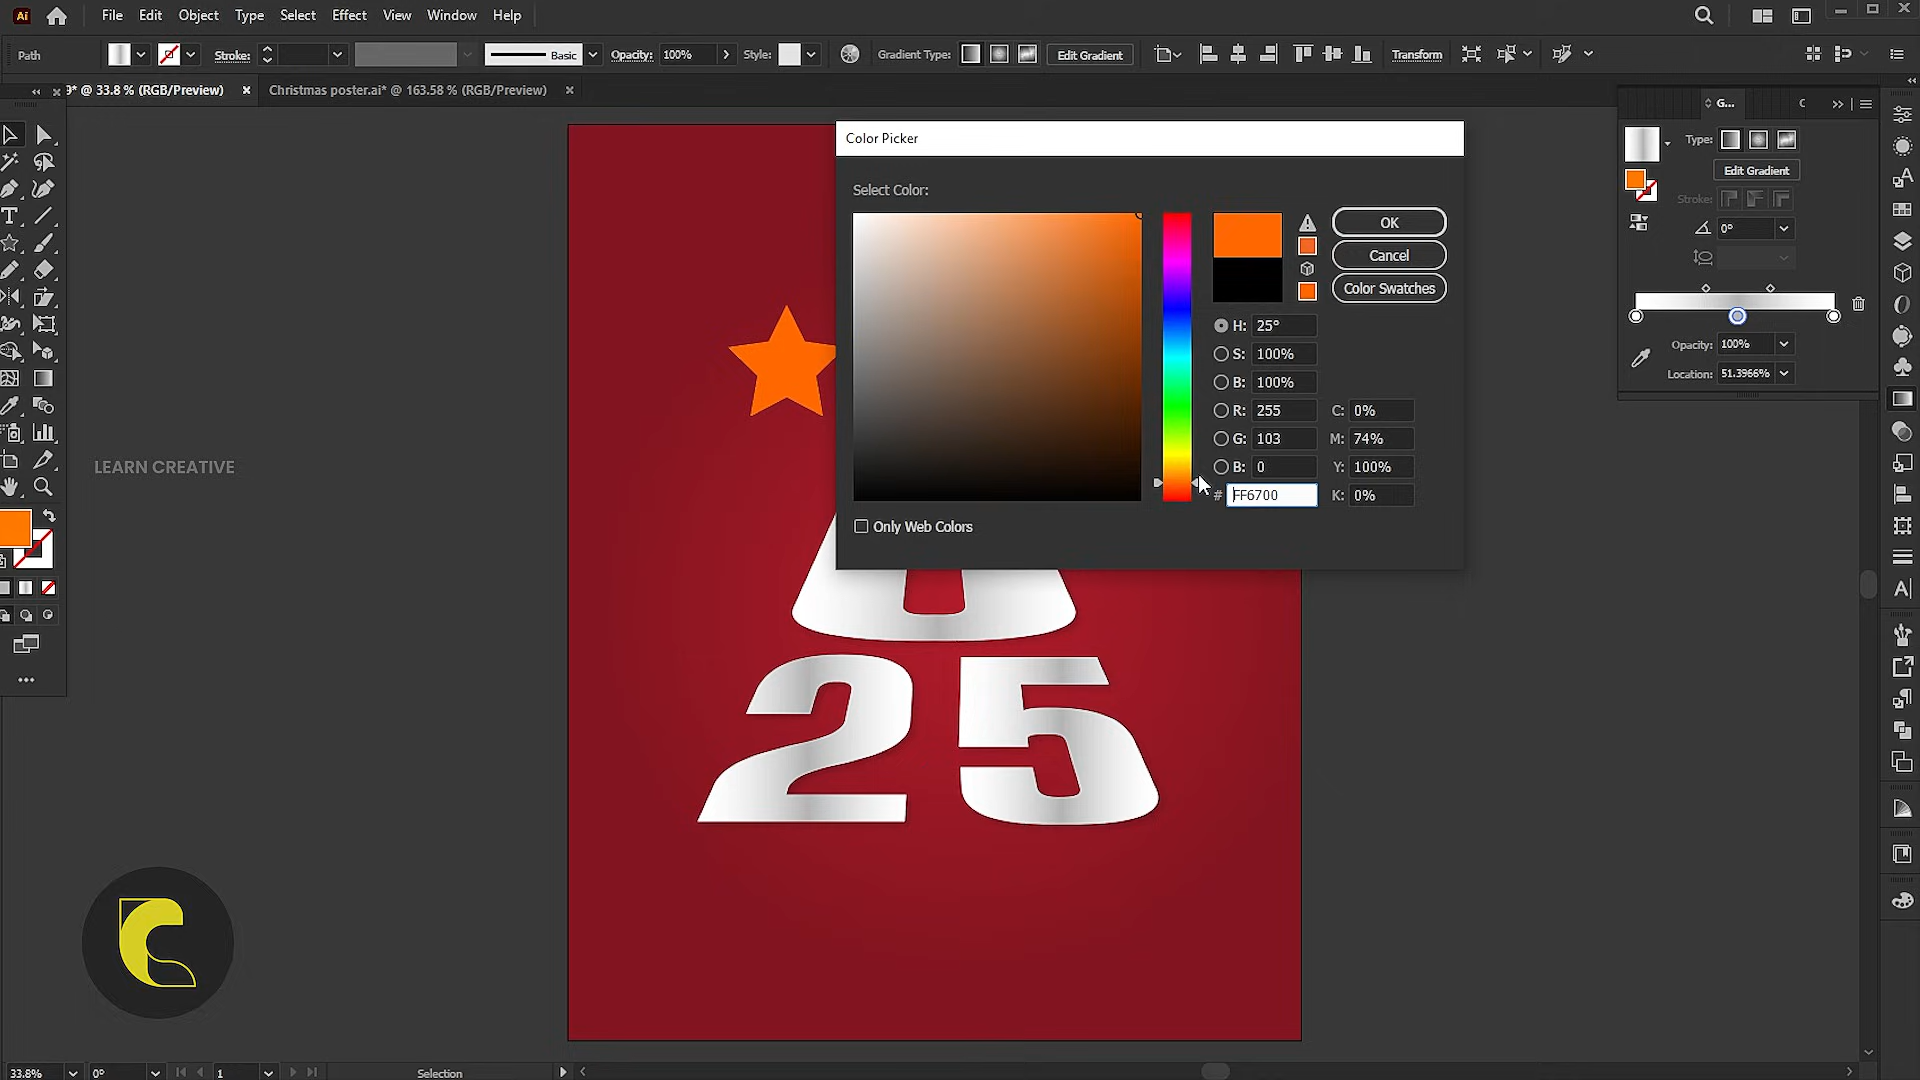 Ai File Edit Object Type Select Effect View Window Help
Path Stroke: Basic Opacity: 100% Style: Gradient Type: Edit Gradient Transform
9* @ 33.8 % (RGB/Preview) Christmas poster.ai* @ 163.58 % (RGB/Preview)
G... C
Type:
Edit Gradient
Stroke:
0°
Opacity: 100%
Location: 51.3966%
Color Picker
Select Color:
OK
Cancel
Color Swatches
H: 25°
S: 100%
B: 100%
R: 255 C: 0%
G: 103 M: 74%
B: 0 Y: 100%
# FF6700 K: 0%
Only Web Colors
LEARN CREATIVE
25
33.8% 0° 1 Selection